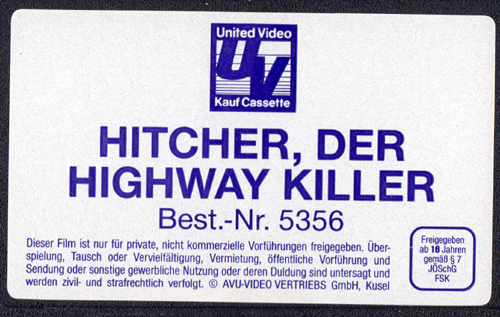 United Video
UV
Kauf Cassette
HITCHER, DER
HIGHWAY KILLER
Best.-Nr. 5356
Dieser Film ist nur für private, nicht kommerzielle Vorführungen freigegeben. Über-
spielung, Tausch oder Vervielfältigung, Vermietung, öffentliche Vorführung und
Sendung oder sonstige gewerbliche Nutzung oder deren Duldung sind untersagt und
werden zivil- und strafrechtlich verfolgt. © AVU-VIDEO VERTRIEBS GmbH, Kusel
Freigegeben
ab 16 Jahren
gemäß § 7
JÖSchG
FSK